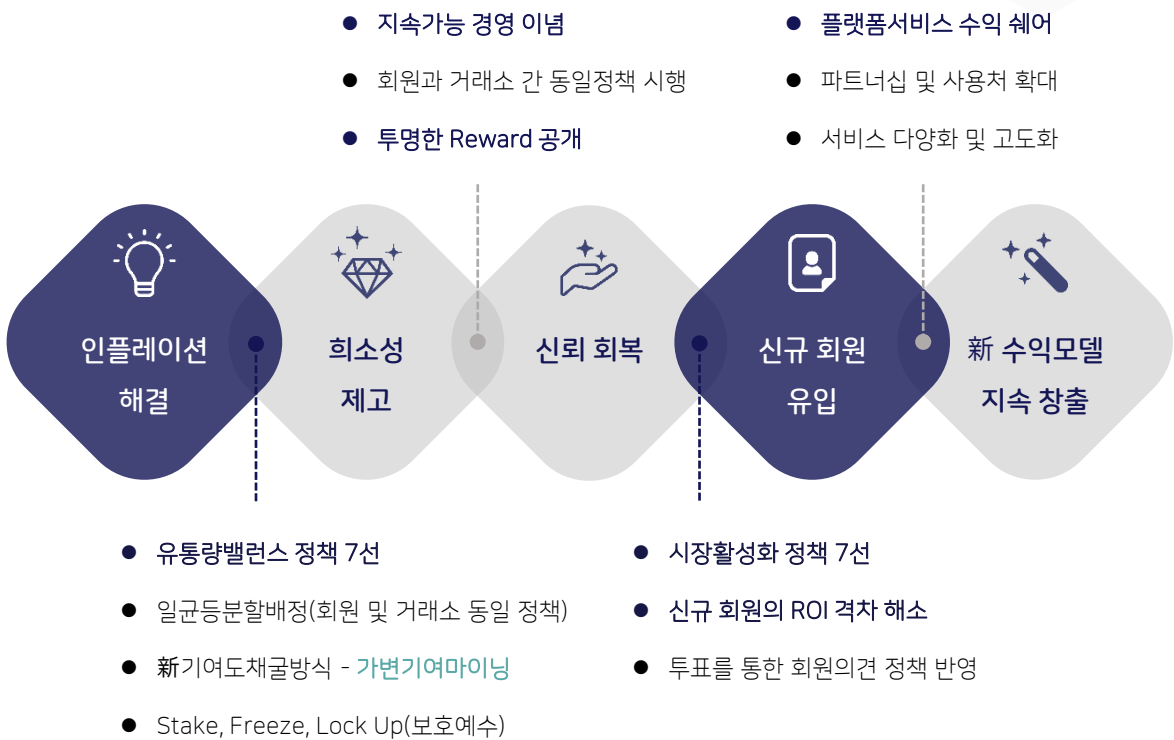 지속가능 경영 이념
회원과 거래소 간 동일정책 시행
투명한 Reward 공개
플랫폼서비스 수익 쉐어
파트너십 및 사용처 확대
서비스 다양화 및 고도화
인플레이션
해결
희소성
제고
신뢰 회복
신규 회원
유입
新 수익모델
지속 창출
유통량밸런스 정책 7선
일균등분할배정(회원 및 거래소 동일 정책)
新기여도채굴방식 - 가변기여마이닝
Stake, Freeze, Lock Up(보호예수)
시장활성화 정책 7선
신규 회원의 ROI 격차 해소
투표를 통한 회원의견 정책 반영